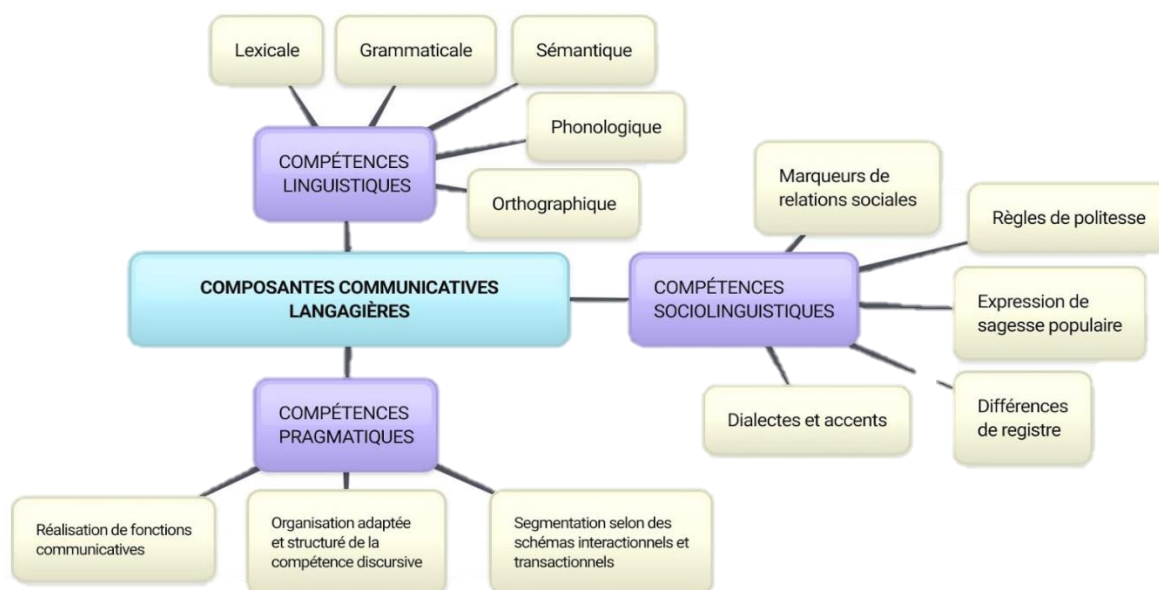 Lexicale
Grammaticale
Sémantique
Phonologique
Orthographique
COMPÉTENCES
LINGUISTIQUES
COMPOSANTES COMMUNICATIVES
LANGAGIÈRES
COMPÉTENCES
SOCIOLINGUISTIQUES
Marqueurs de
relations sociales
Règles de politesse
Expression de
sagesse populaire
Différences
de registre
Dialectes et accents
COMPÉTENCES
PRAGMATIQUES
Réalisation de fonctions
communicatives
Organisation adaptée
et structuré de la
compétence discursive
Segmentation selon des
schémas interactionnels et
transactionnels